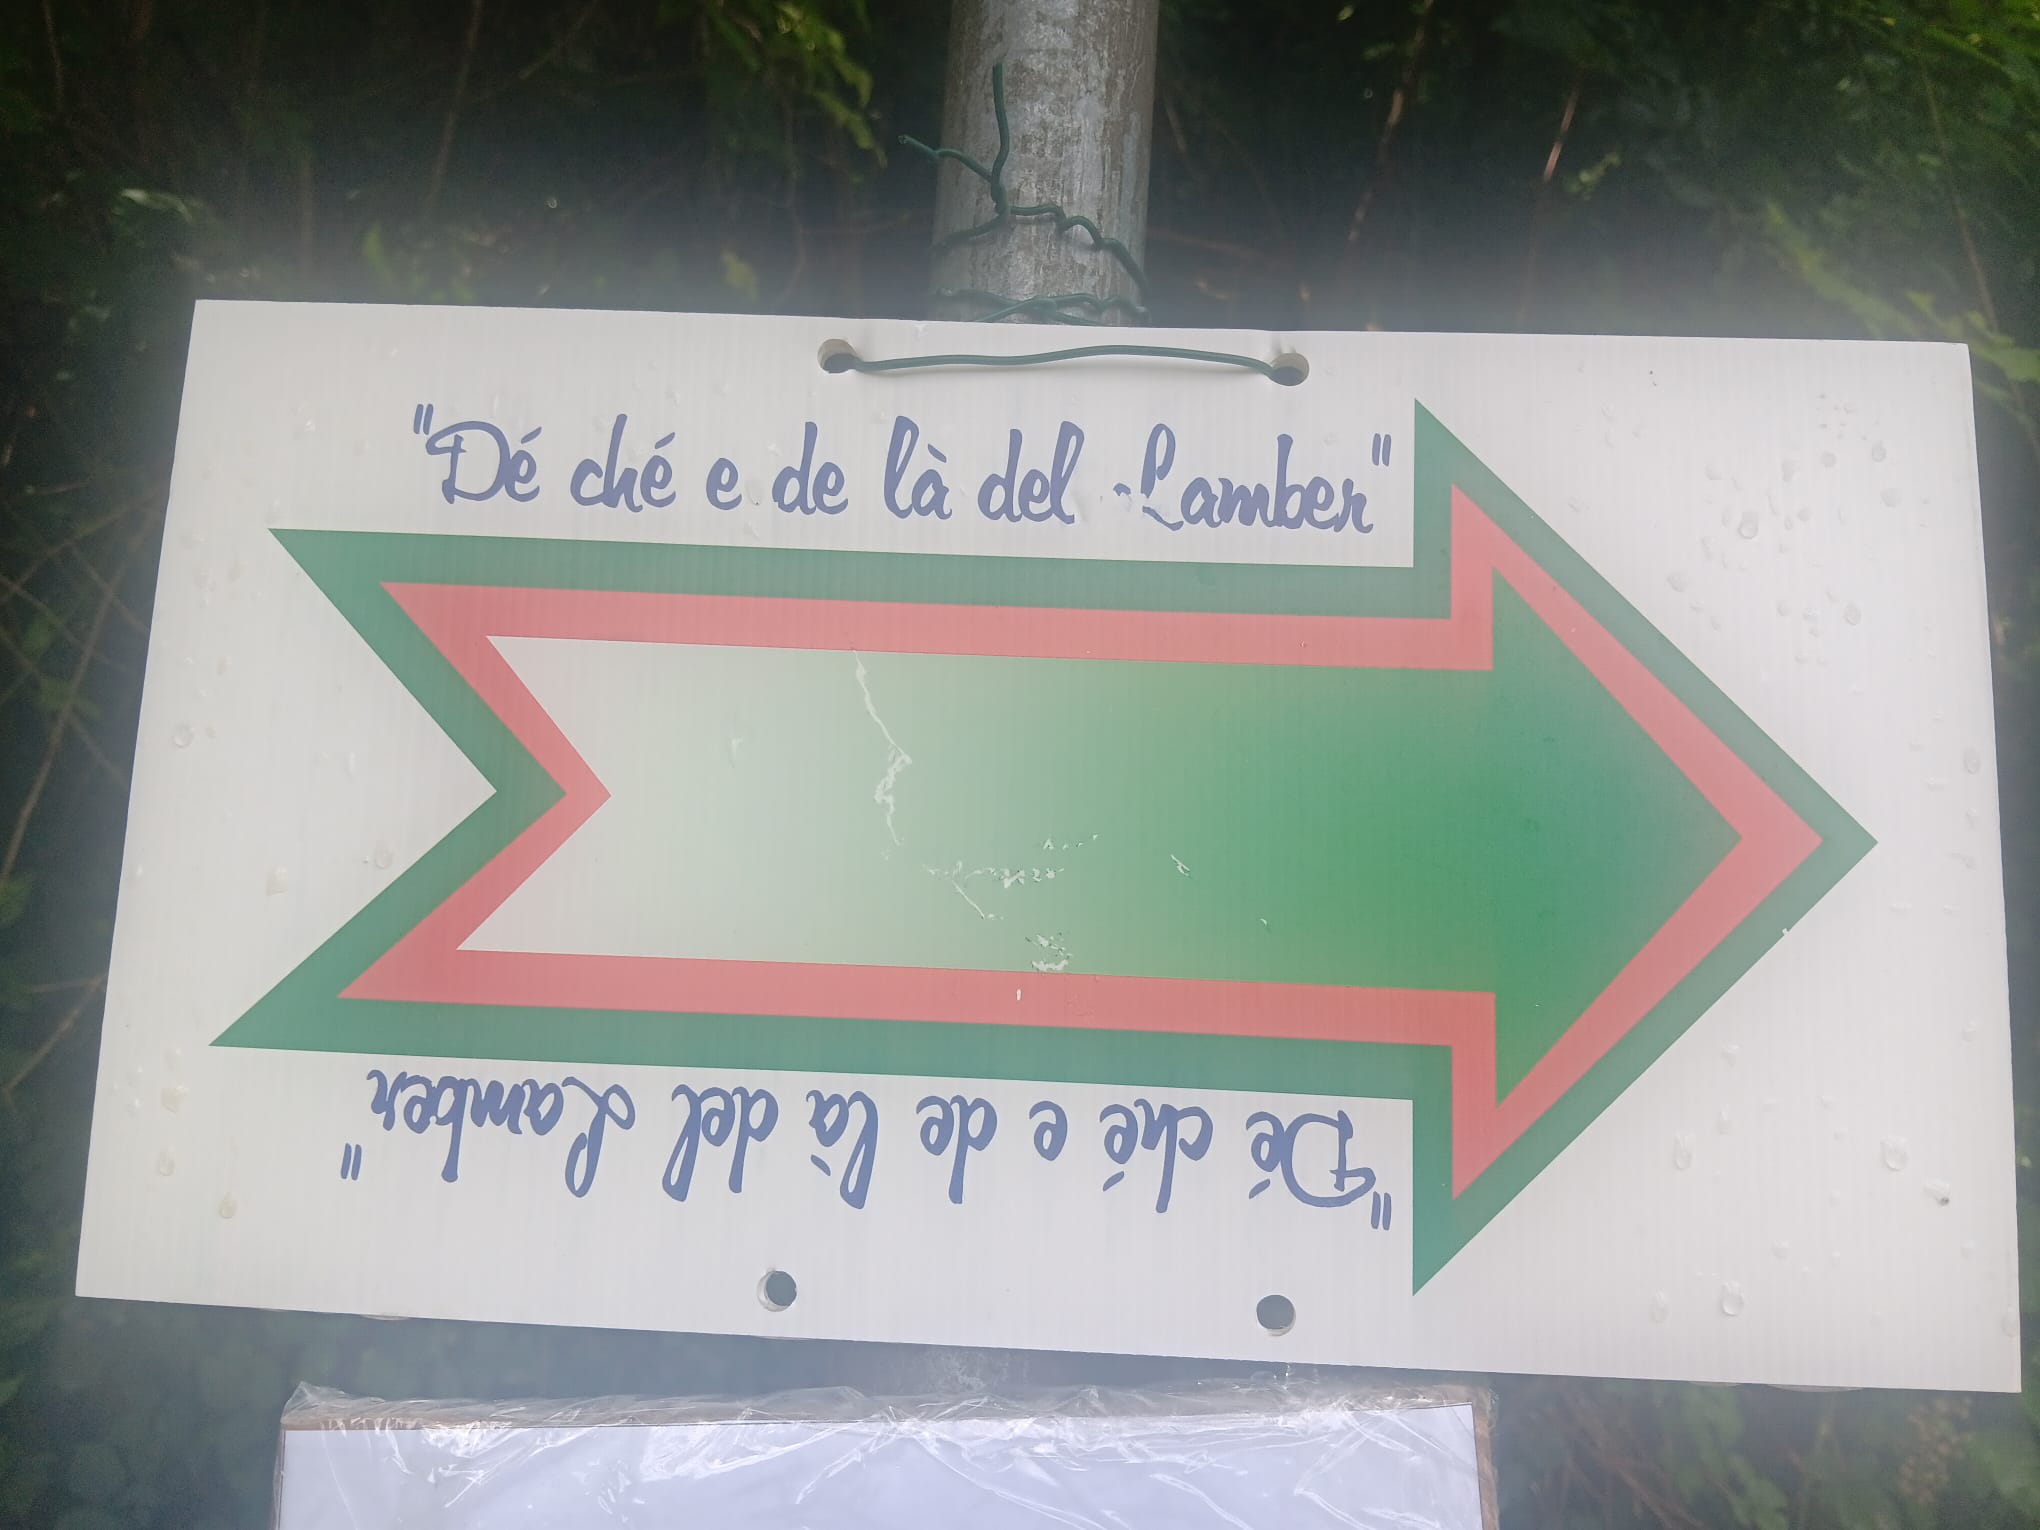 "Dé ché e de là del Lamber"
"Dé ché e de là del Lamber"